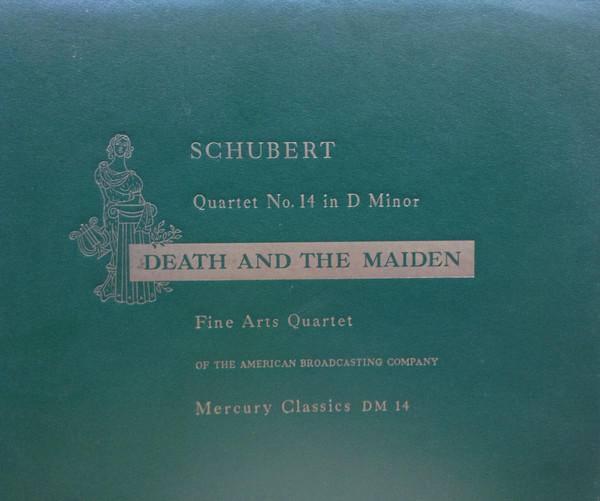 SCHUBERT
Quartet No. 14 in D Minor
DEATH AND THE MAIDEN
Fine Arts Quartet
OF THE AMERICAN BROADCASTING COMPANY
Mercury Classics DM 14